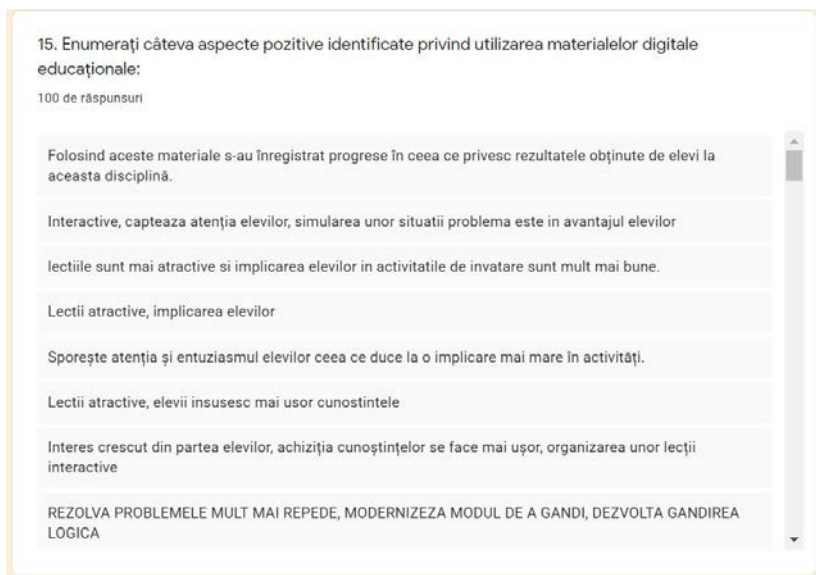 15. Enumerați câteva aspecte pozitive identificate privind utilizarea materialelor digitale
educaționale:
100 de răspunsuri
Folosind aceste materiale s-au înregistrat progrese în ceea ce privesc rezultatele obținute de elevi la
aceasta disciplină.
Interactive, capteaza atenția elevilor, simularea unor situatii problema este in avantajul elevilor
lectiile sunt mai atractive si implicarea elevilor in activitatile de invatare sunt mult mai bune.
Lectii atractive, implicarea elevilor
Sporește atenția și entuziasmul elevilor ceea ce duce la o implicare mai mare în activități.
Lectii atractive, elevii insusesc mai usor cunostintele
Interes crescut din partea elevilor, achiziția cunoștințelor se face mai ușor, organizarea unor lecții
interactive
REZOLVA PROBLEMELE MULT MAI REPEDE, MODERNIZEZA MODUL DE A GANDI, DEZVOLTA GANDIREA
LOGICA